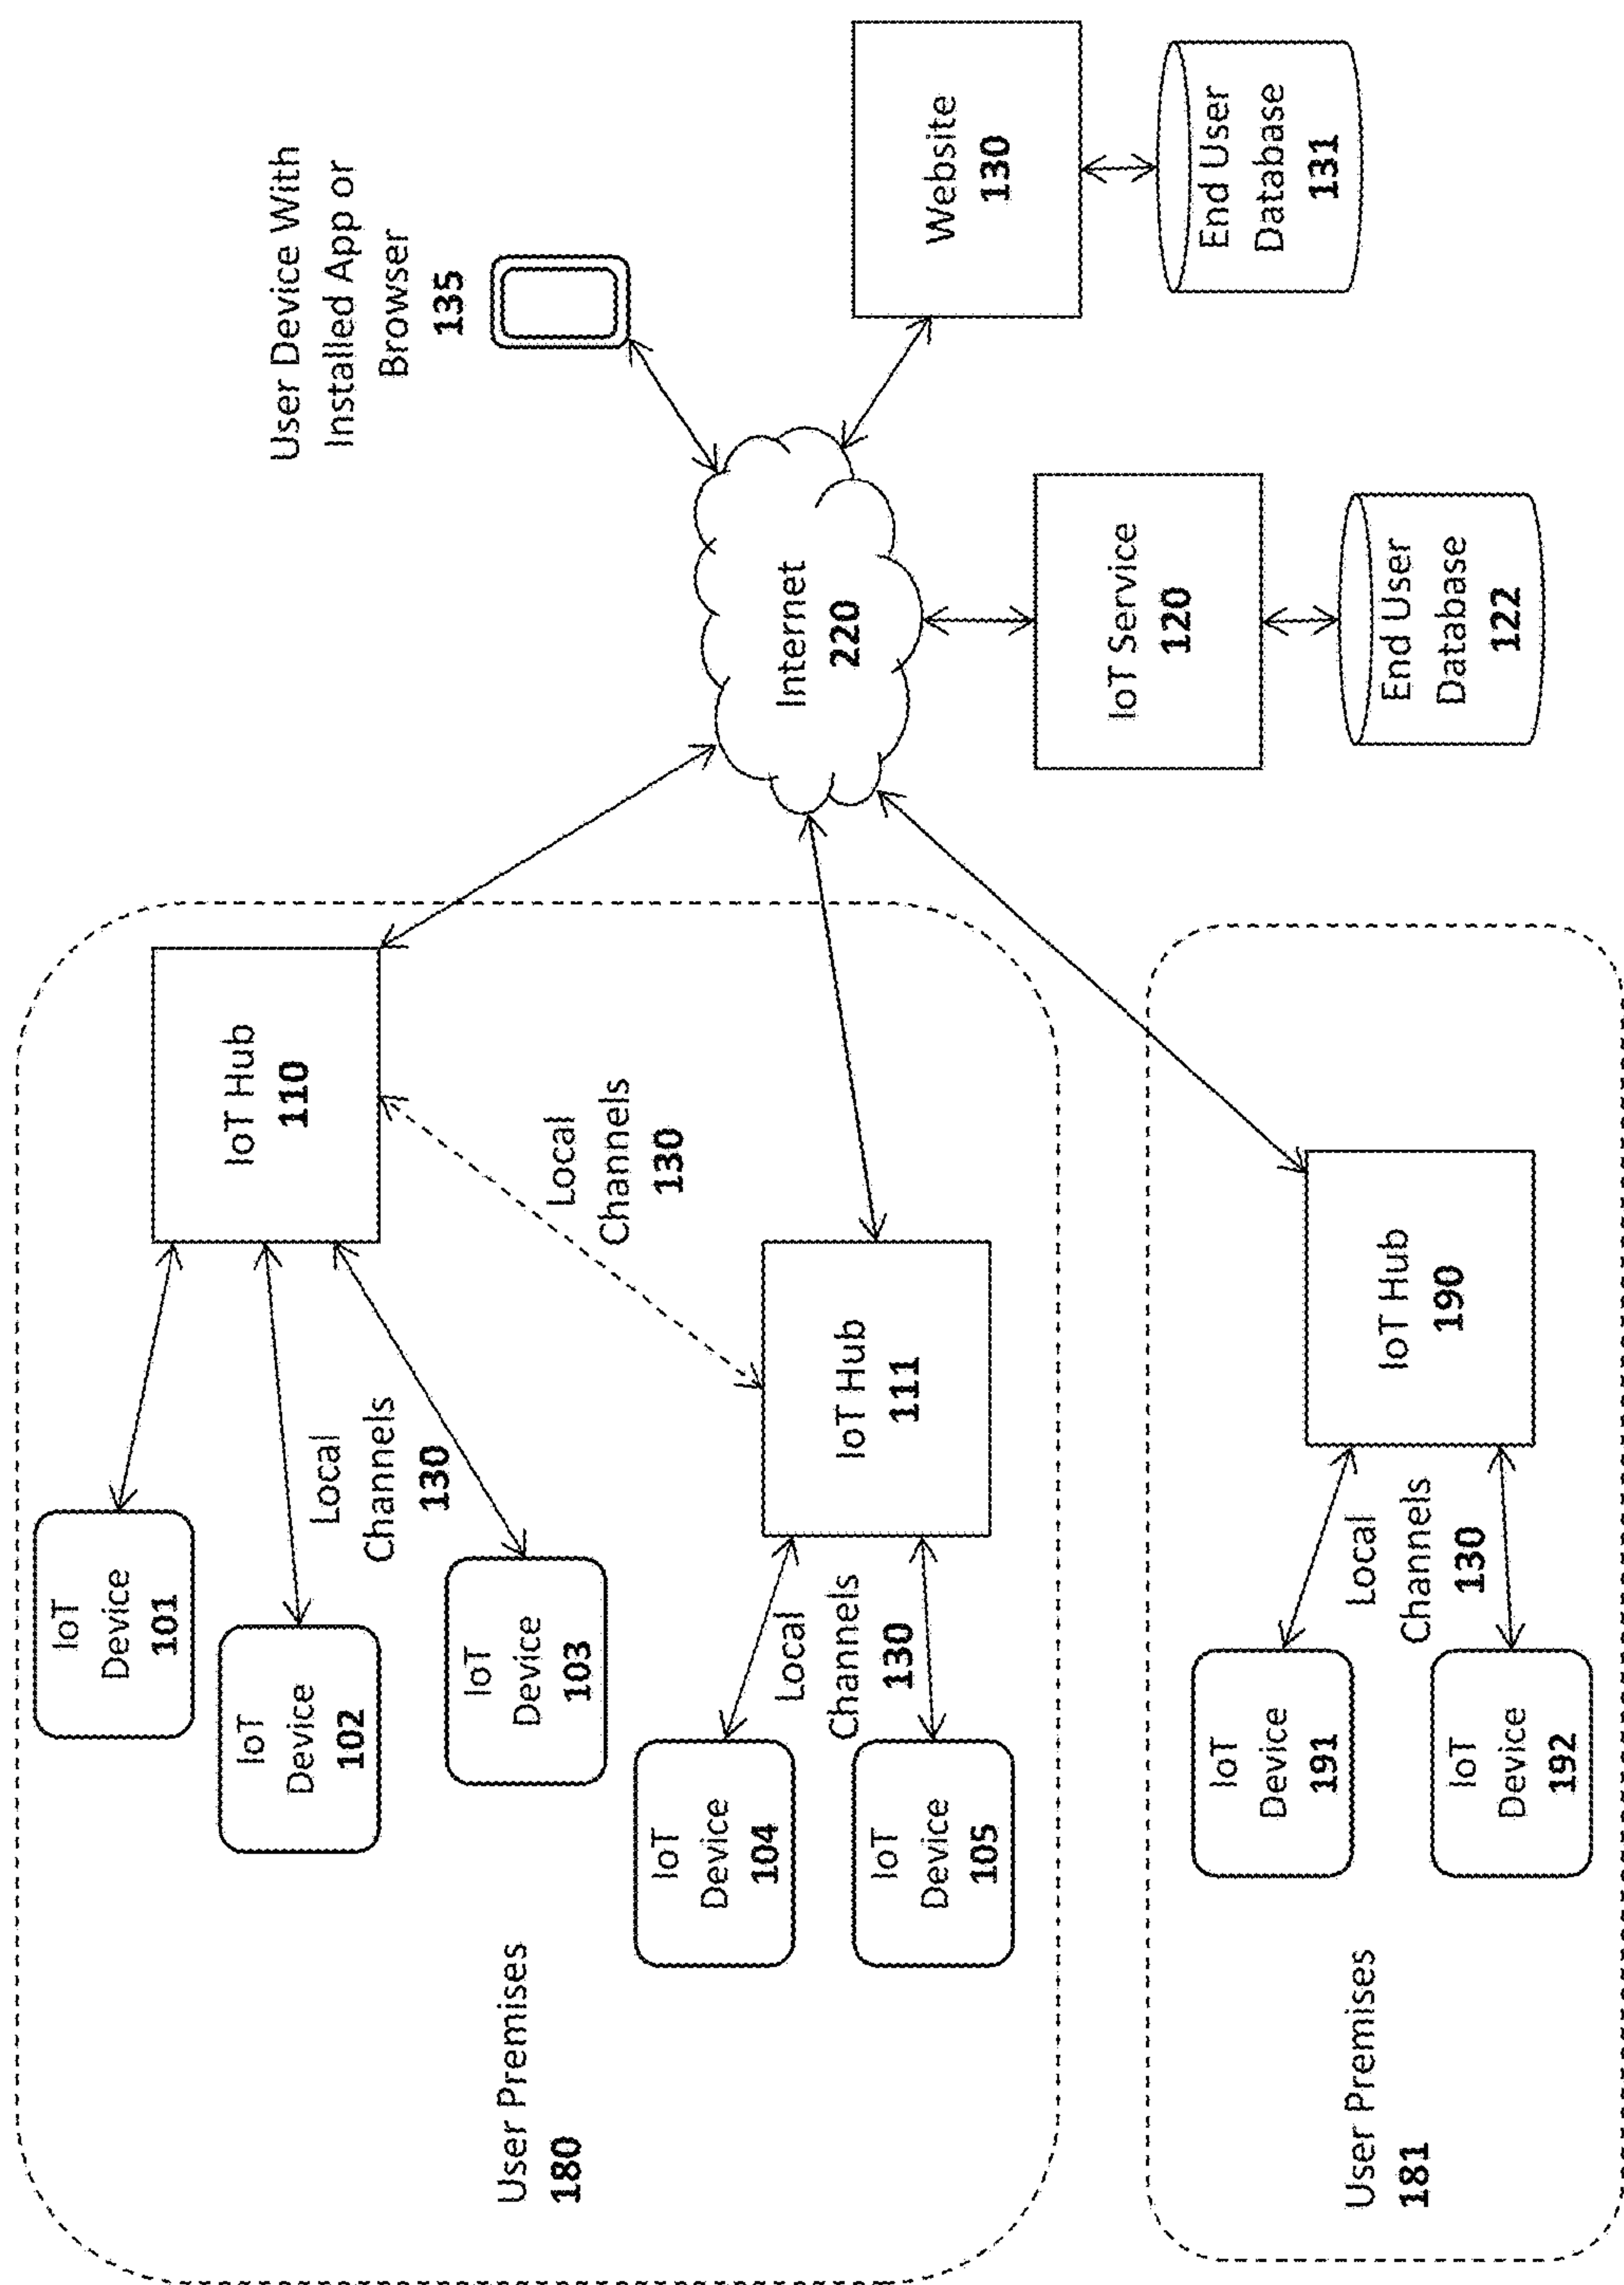 User Premises
180
IoT
Device
101
IoT
Device
102
IoT
Device
103
Local
Channels
130
IoT Hub
110
Local
Channels
130
IoT
Device
104
IoT
Device
105
Local
Channels
130
IoT Hub
111
User Premises
181
IoT
Device
191
IoT
Device
192
Local
Channels
130
IoT Hub
190
Internet
220
User Device With
Installed App or
Browser
135
Website
130
End User
Database
131
IoT Service
120
End User
Database
122